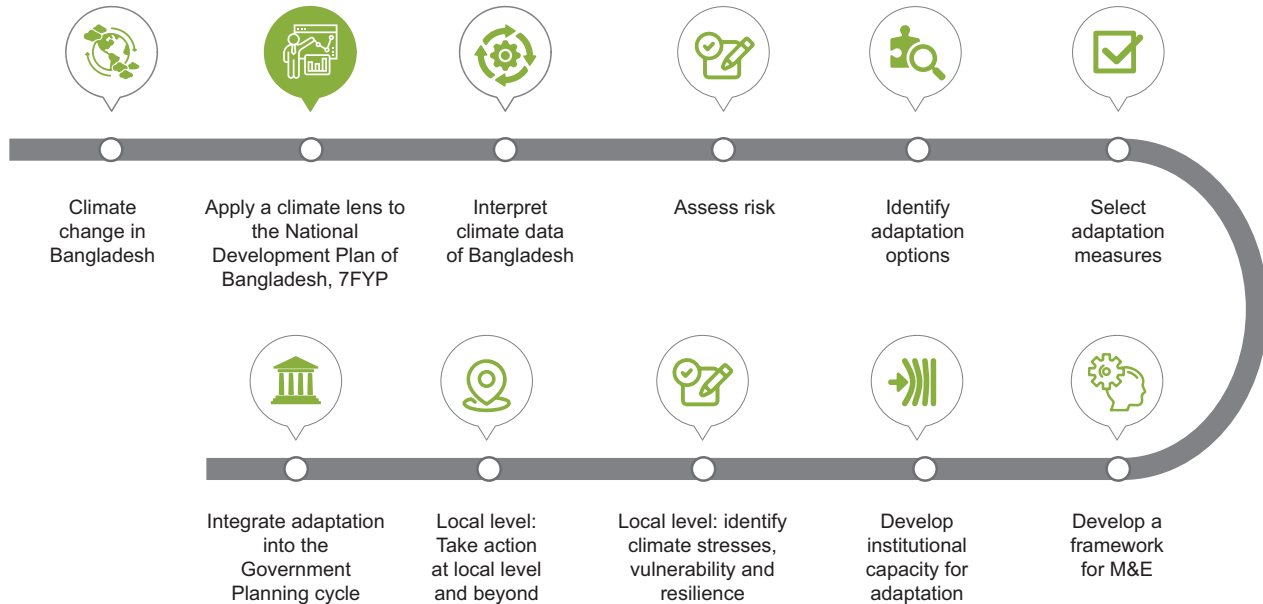 Climate
change in
Bangladesh
Apply a climate lens to
the National
Development Plan of
Bangladesh, 7FYP
Interpret
climate data
of Bangladesh
Assess risk
Identify
adaptation
options
Select
adaptation
measures
Integrate adaptation
into the
Government
Planning cycle
Local level:
Take action
at local level
and beyond
Local level: identify
climate stresses,
vulnerability and
resilience
Develop
institutional
capacity for
adaptation
Develop a
framework
for M&E